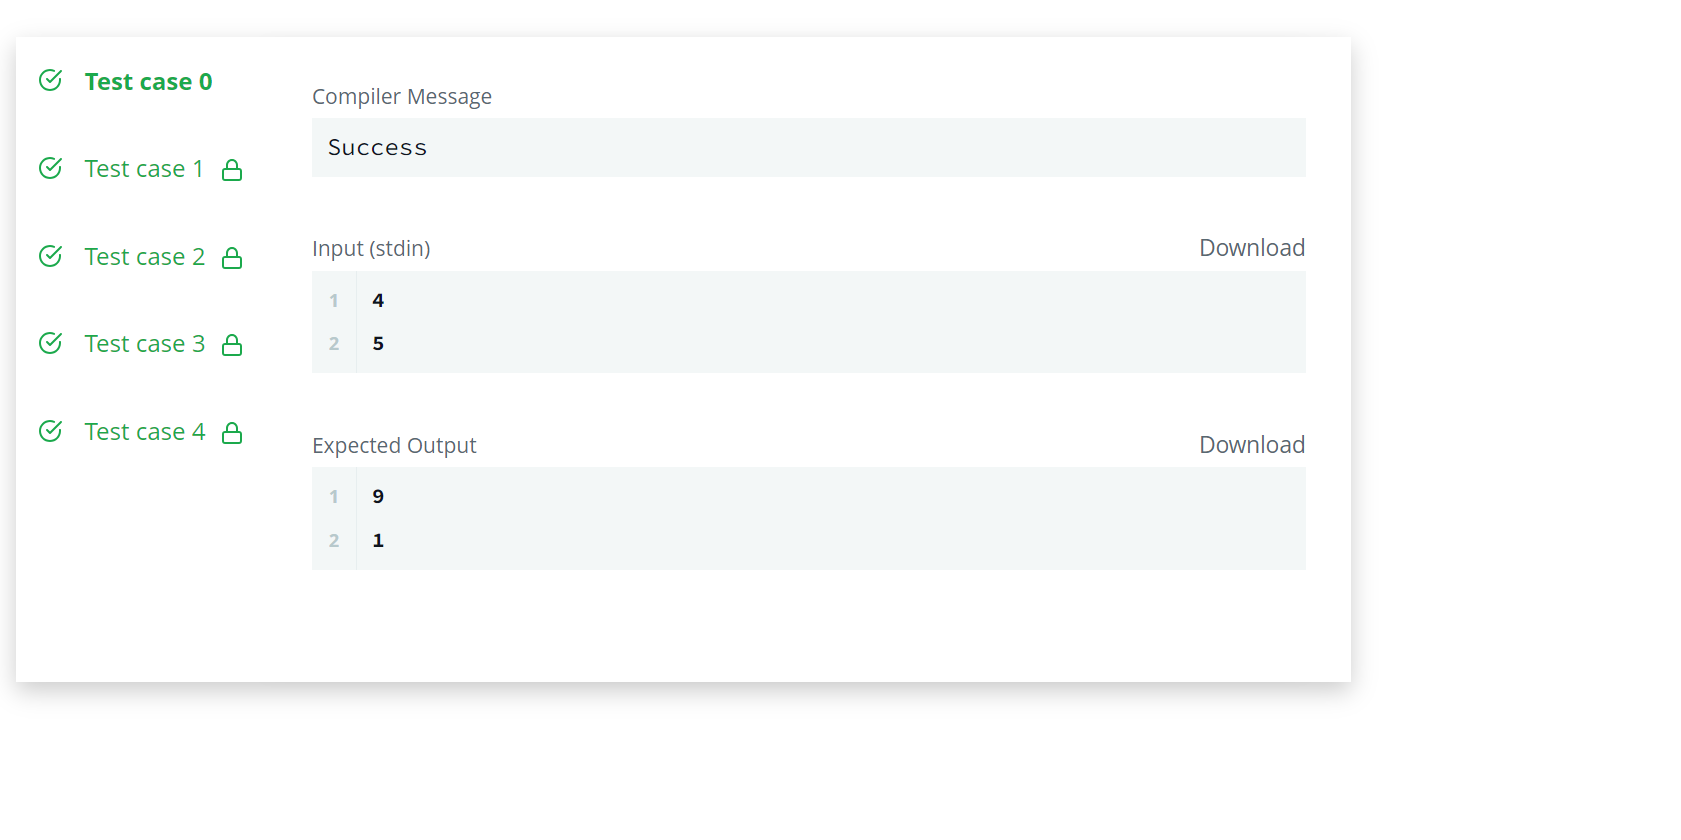 Test case 0
Test case 1
Test case 2
Test case 3
Test case 4
Compiler Message
Success
Input (stdin)
Download
1 4
2 5
Expected Output
Download
1 9
2 1